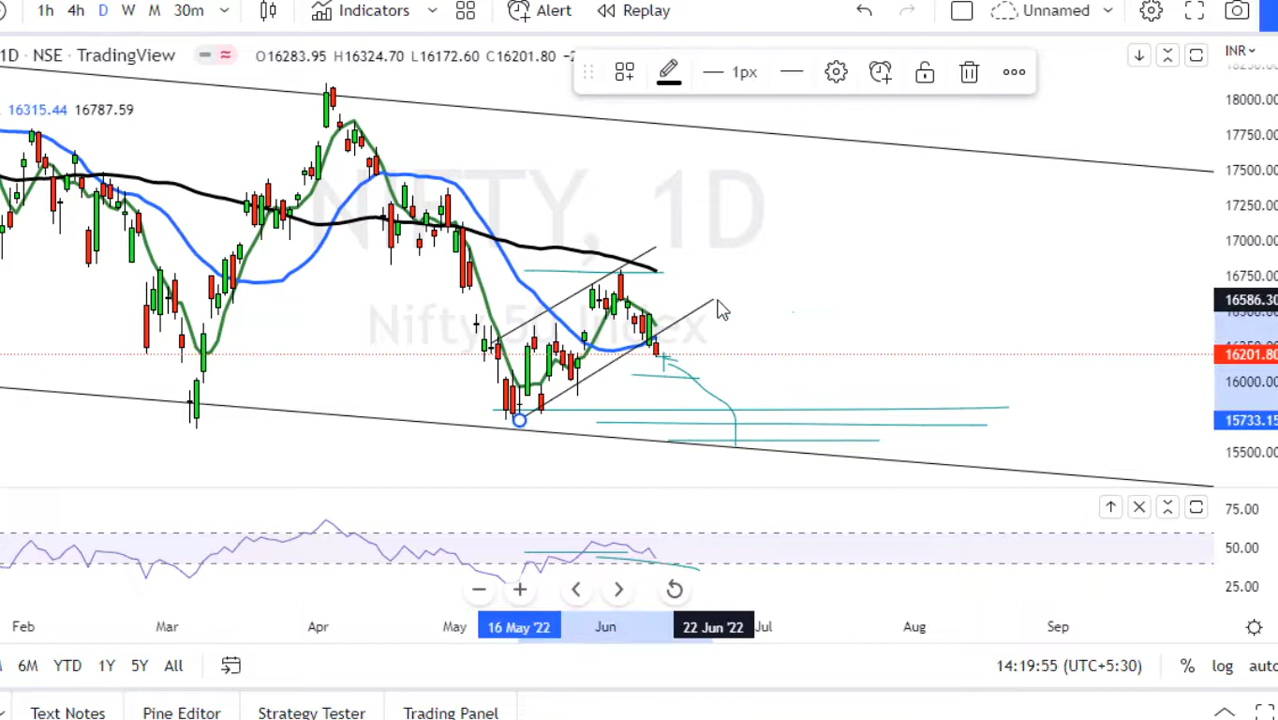 1h 4h D W M 30m Indicators Alert Replay Unnamed
1D · NSE · TradingView O16283.95 H16324.70 L16172.60 C16201.80
1px
INR
16315.44 16787.59
18000.00
17750.00
17500.00
17250.00
17000.00
16750.00
16586.30
16201.80
16000.00
15733.15
15500.00
NIFTY, 1D
Nifty 50 Index
75.00
50.00
25.00
Feb Mar Apr May 16 May '22 Jun 22 Jun '22 Jul Aug Sep
6M YTD 1Y 5Y All 14:19:55 (UTC+5:30) % log auto
Text Notes Pine Editor Strategy Tester Trading Panel